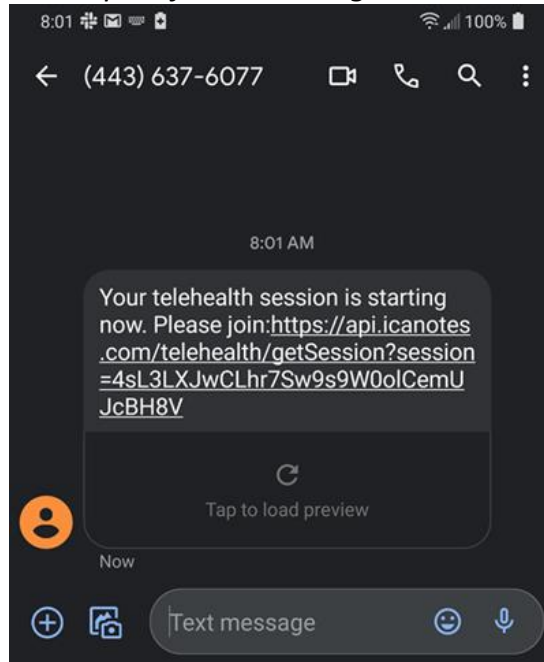 8:01 100%
(443) 637-6077
8:01 AM
Your telehealth session is starting
now. Please join:https://api.icanotes
.com/telehealth/getSession?session
=4sL3LXJwCLhr7Sw9s9W0olCemU
JcBH8V
Tap to load preview
Now
Text message